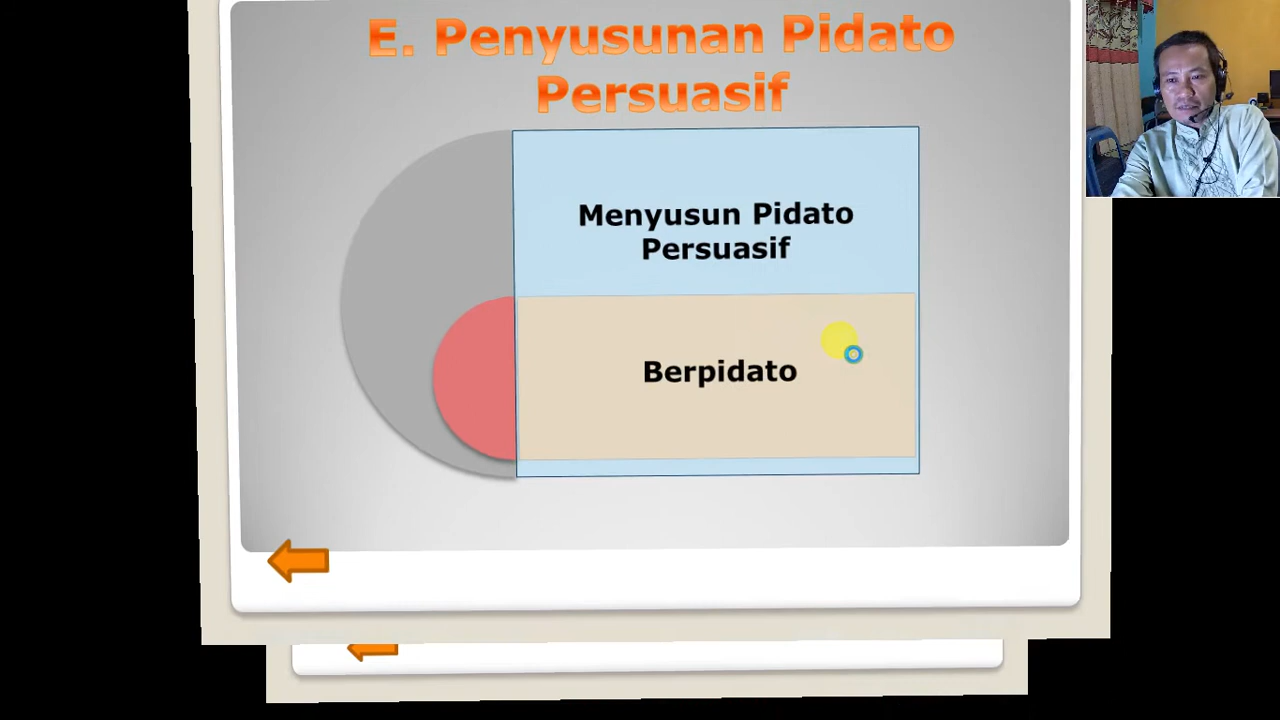 E. Penyusunan Pidato
Persuasif
Menyusun Pidato
Persuasif
Berpidato